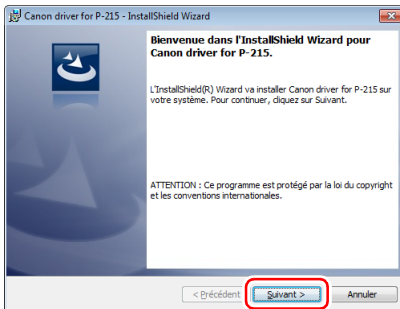 Canon driver for P-215 - InstallShield Wizard
Bienvenue dans l'InstallShield Wizard pour
Canon driver for P-215.
L'InstallShield(R) Wizard va installer Canon driver for P-215 sur
votre système. Pour continuer, cliquez sur Suivant.
ATTENTION : Ce programme est protégé par la loi du copyright
et les conventions internationales.
< Précédent
Suivant >
Annuler